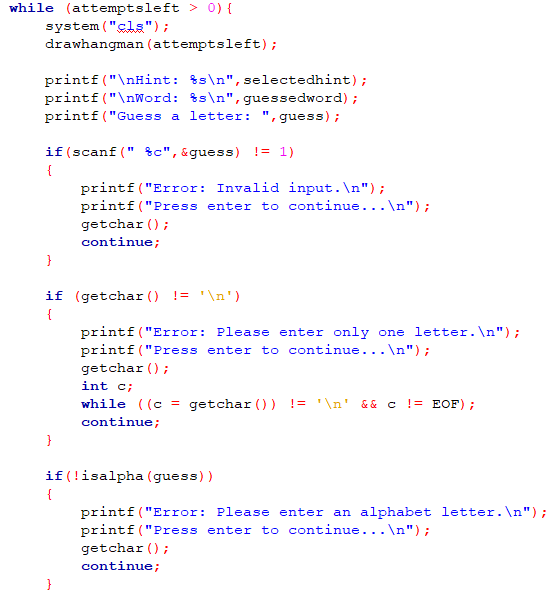 while (attemptsleft > 0){
system("cls");
drawhangman(attemptsleft);
printf("\nHint: %s\n",selectedhint);
printf("\nWord: %s\n",guessedword);
printf("Guess a letter: ",guess);
if(scanf(" %c",&guess) != 1)
{
printf("Error: Invalid input.\n");
printf("Press enter to continue...\n");
getchar();
continue;
}
if (getchar() != '\n')
{
printf("Error: Please enter only one letter.\n");
printf("Press enter to continue...\n");
getchar();
int c;
while ((c = getchar()) != '\n' && c != EOF);
continue;
}
if(!isalpha(guess))
{
printf("Error: Please enter an alphabet letter.\n");
printf("Press enter to continue...\n");
getchar();
continue;
}